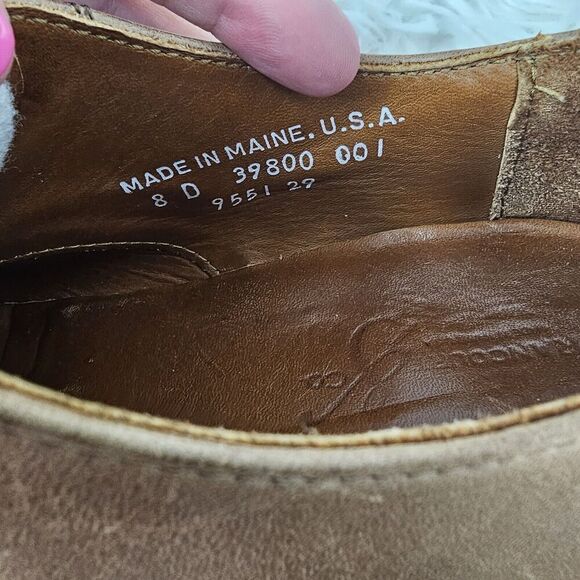 MADE IN MAINE. U.S.A.
8 D 39800 001
9551 27